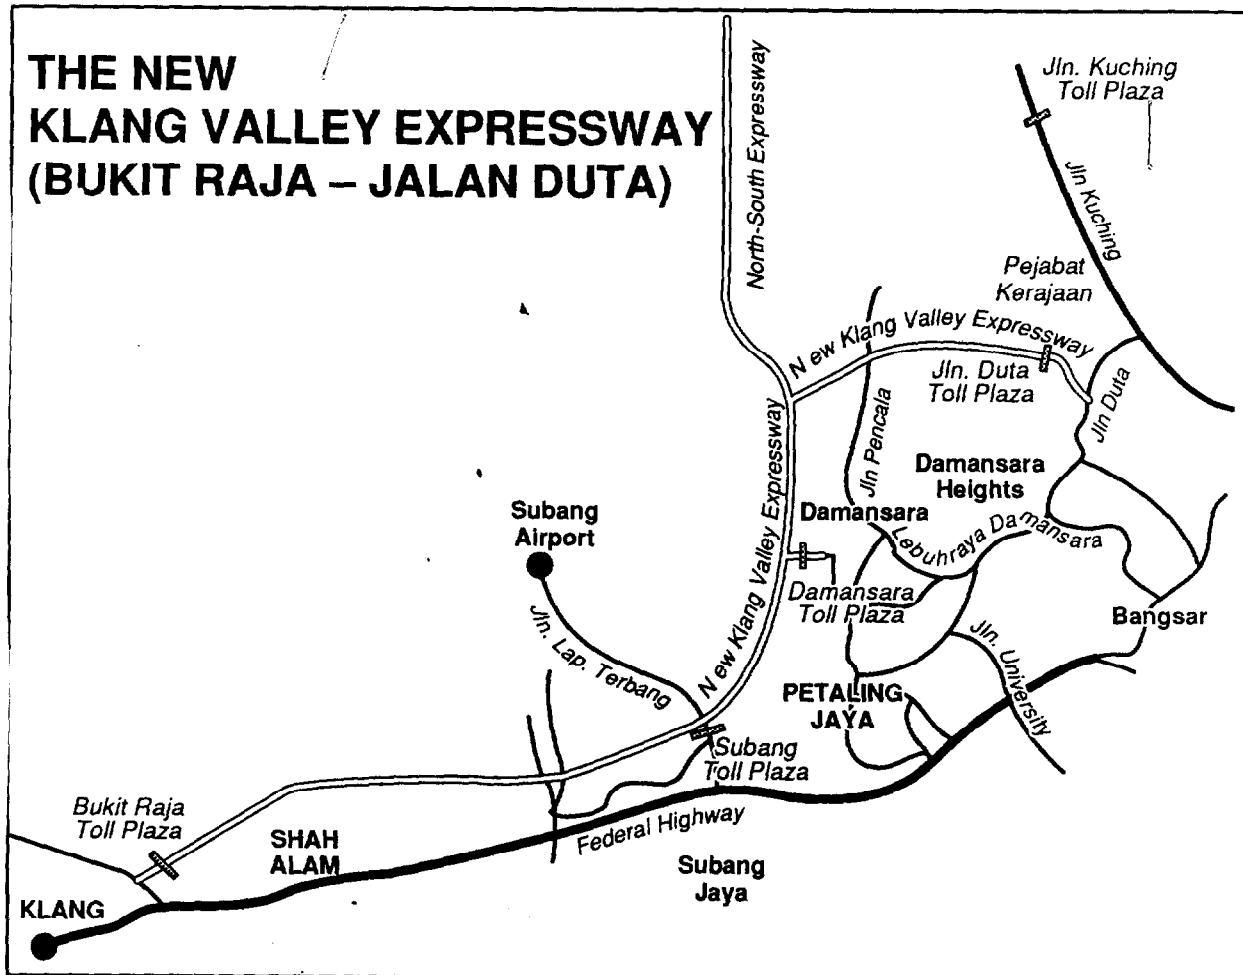 THE NEW
KLANG VALLEY EXPRESSWAY
(BUKIT RAJA – JALAN DUTA)
North-South Expressway
Jln. Kuching
Toll Plaza
Jln Kuching
Pejabat
Kerajaan
New Klang Valley Expressway
Jln. Duta
Toll Plaza
Jln Duta
Jln Pencala
Damansara
Heights
Damansara
Lebuhraya Damansara
New Klang Valley Expressway
Subang
Airport
Jln. Lap. Terbang
Damansara
Toll Plaza
Bangsar
Jln. University
PETALING
JAYA
Subang
Toll Plaza
Bukit Raja
Toll Plaza
SHAH
ALAM
Federal Highway
Subang
Jaya
KLANG